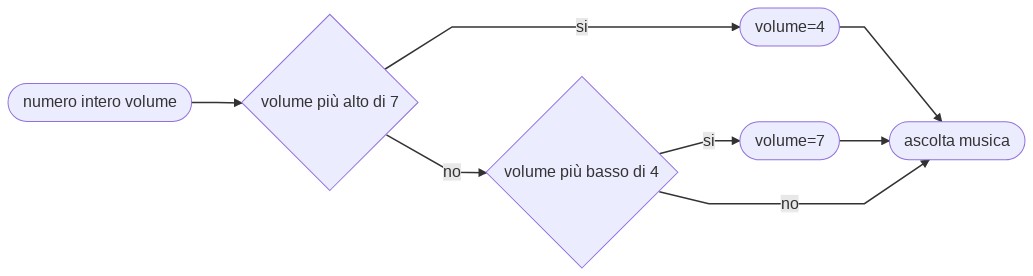 numero intero volume
volume più alto di 7
si
volume=4
no
volume più basso di 4
si
volume=7
no
ascolta musica